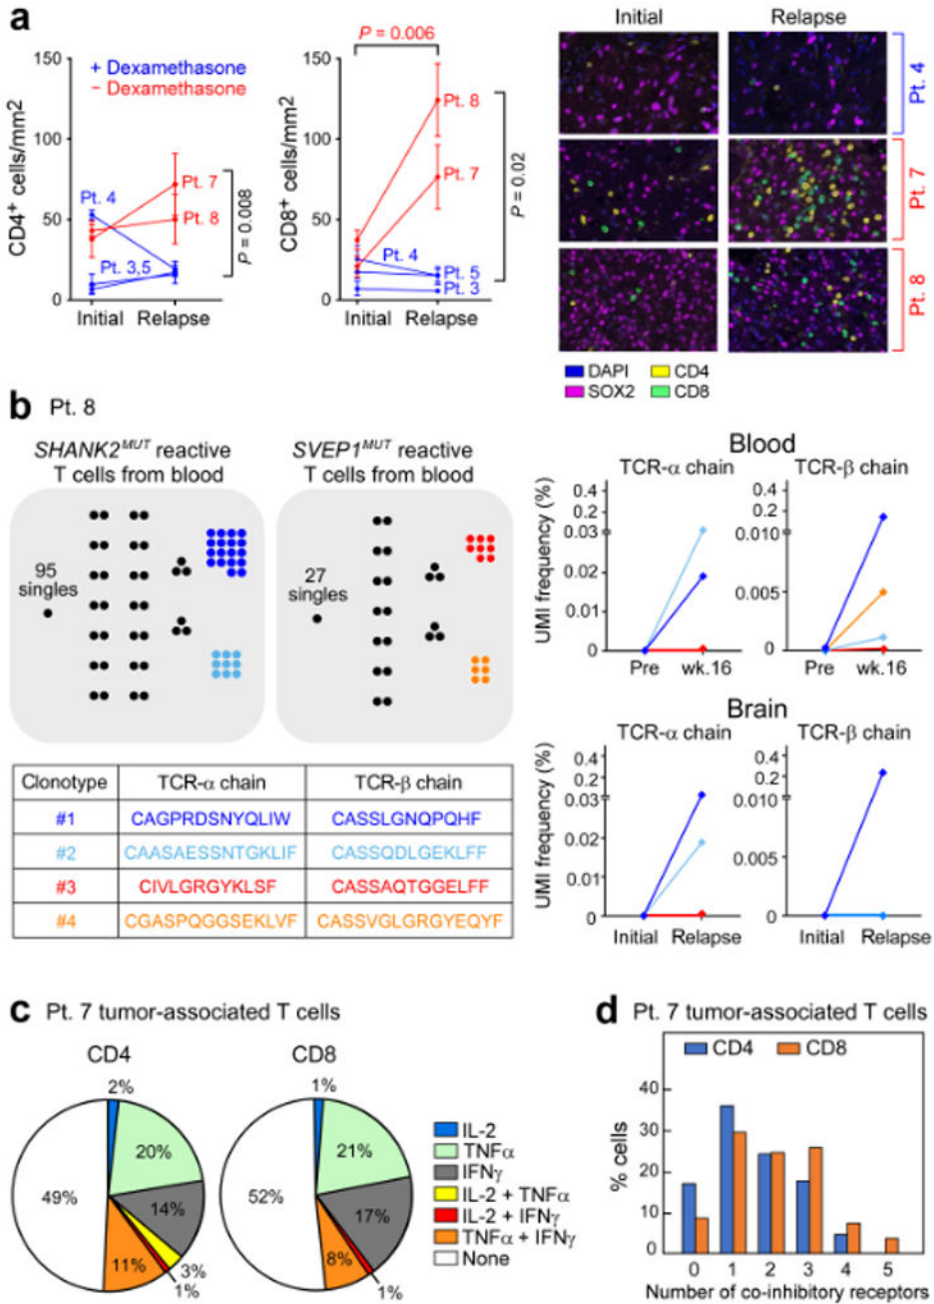 a
150
100
50
0
CD4+ cells/mm2
+ Dexamethasone
− Dexamethasone
Pt. 4
Pt. 7
Pt. 8
Pt. 3,5
P = 0.008
Initial Relapse
P = 0.006
150
100
50
0
CD8+ cells/mm2
Pt. 8
Pt. 7
Pt. 4
Pt. 5
Pt. 3
P = 0.02
Initial Relapse
Initial Relapse
Pt. 4
Pt. 7
Pt. 8
DAPI CD4
SOX2 CD8
b Pt. 8
SHANK2MUT reactive
T cells from blood
95
singles
SVEP1MUT reactive
T cells from blood
27
singles
Clonotype TCR-α chain TCR-β chain
#1 CAGPRDSNYQLIW CASSLGNQPQHF
#2 CAASAESSNTGKLIF CASSQDLGEKLFF
#3 CIVLGRGYKLSF CASSAQTGGELFF
#4 CGASPQGGSEKLVF CASSVGLGRGYEQYF
Blood
TCR-α chain TCR-β chain
UMI frequency (%)
0.4
0.2
0.03
0.02
0.01
0
Pre wk.16
0.4
0.2
0.010
0.005
0
Pre wk.16
Brain
TCR-α chain TCR-β chain
UMI frequency (%)
0.4
0.2
0.03
0.02
0.01
0
Initial Relapse
0.4
0.2
0.010
0.005
0
Initial Relapse
c Pt. 7 tumor-associated T cells
CD4
2%
20%
14%
3%
1%
11%
49%
CD8
1%
21%
17%
1%
8%
52%
IL-2
TNFα
IFNγ
IL-2 + TNFα
IL-2 + IFNγ
TNFα + IFNγ
None
d Pt. 7 tumor-associated T cells
CD4 CD8
% cells
40
30
20
10
0
0 1 2 3 4 5
Number of co-inhibitory receptors